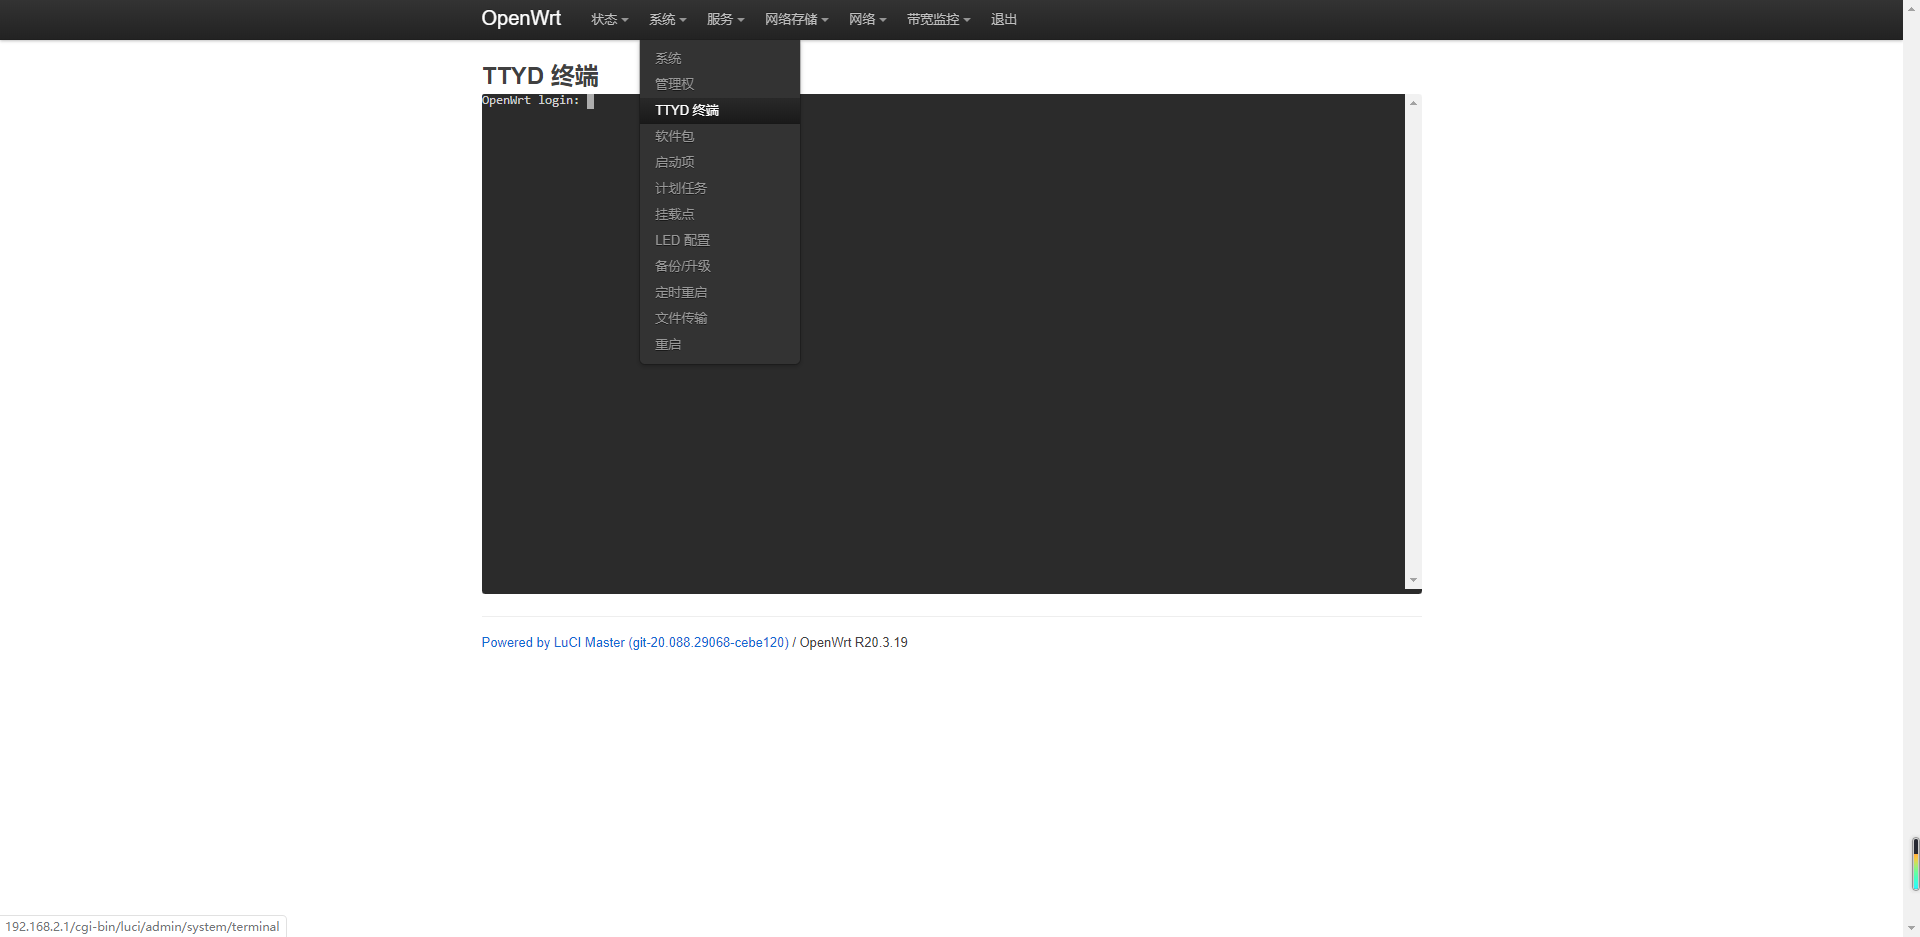 OpenWrt 状态 系统 服务 网络存储 网络 带宽监控 退出
系统
管理权
TTYD 终端
软件包
启动项
计划任务
挂载点
LED 配置
备份/升级
定时重启
文件传输
重启
TTYD 终端
OpenWrt login:
Powered by LuCI Master (git-20.088.29068-cebe120) / OpenWrt R20.3.19
192.168.2.1/cgi-bin/luci/admin/system/terminal